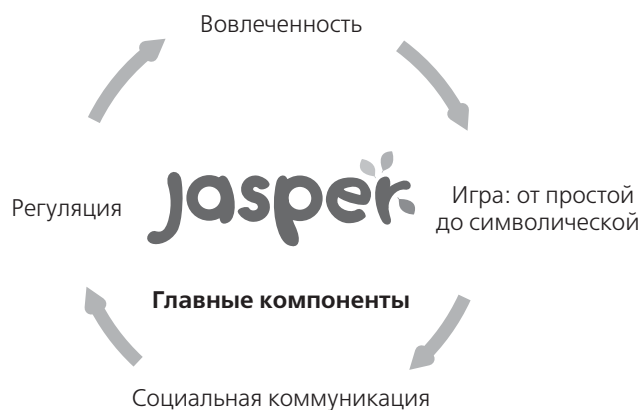 Вовлеченность
Регуляция
jasper
Игра: от простой
до символической
Главные компоненты
Социальная коммуникация